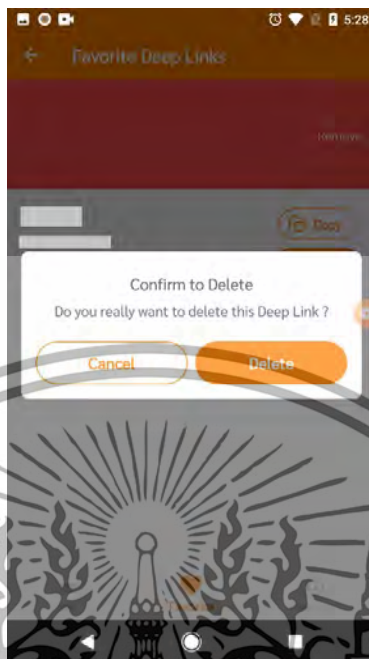 5:28
Favorite Deep Links
Copy
Confirm to Delete
Do you really want to delete this Deep Link ?
Cancel
Delete